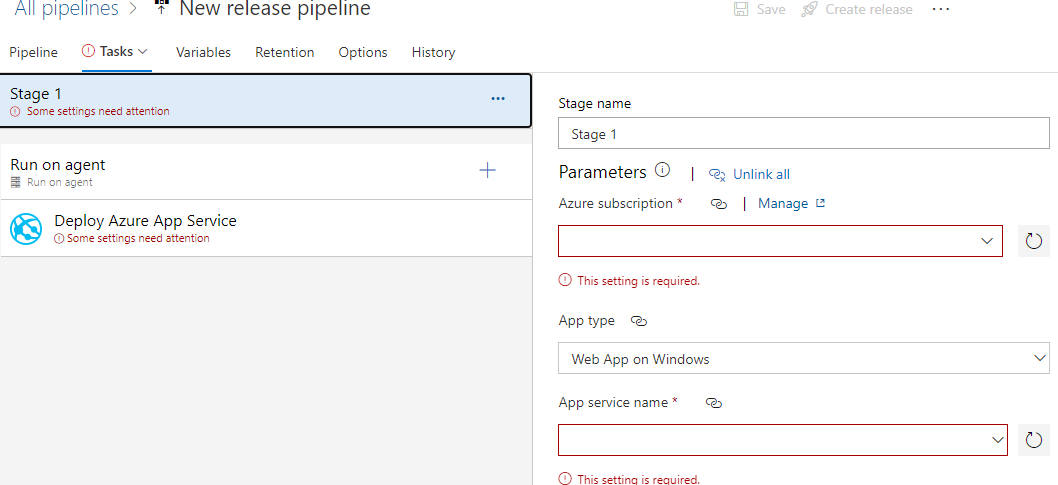 All pipelines > New release pipeline
Save Create release ...
Pipeline Tasks Variables Retention Options History
Stage 1
Some settings need attention
...
Run on agent
Run on agent
Deploy Azure App Service
Some settings need attention
Stage name
Stage 1
Parameters | Unlink all
Azure subscription * | Manage
This setting is required.
App type
Web App on Windows
App service name *
This setting is required.